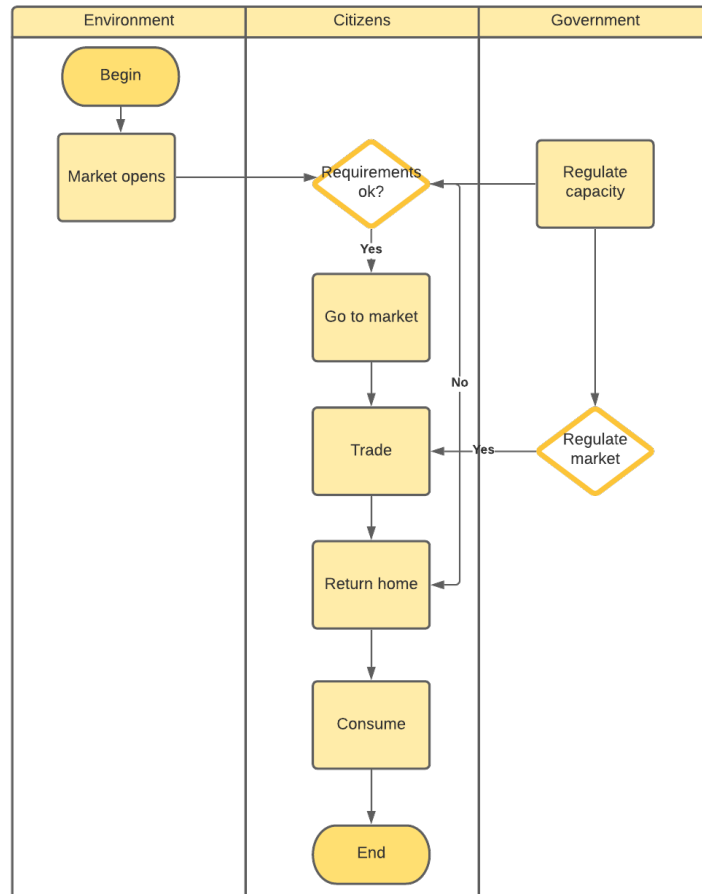 Environment
Citizens
Government
Begin
Market opens
Requirements
ok?
Regulate
capacity
Yes
Go to market
No
Trade
Yes
Regulate
market
Return home
Consume
End